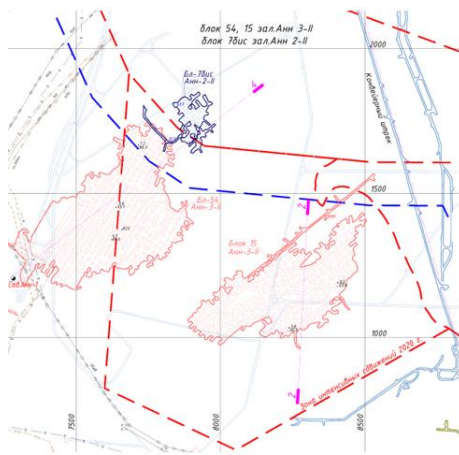 блок 54, 15 зал.Анн 3-II
блок 7бис зал.Анн 2-II
2000
Бл-7бис
Анн-2-II
Конвейерный штрек
2
1500
Бл-54
Анн-3-II
Блок 15
Анн-3-II
1000
Зона интенсивных сдвижений 2020 г.
2
7500
8000
8500